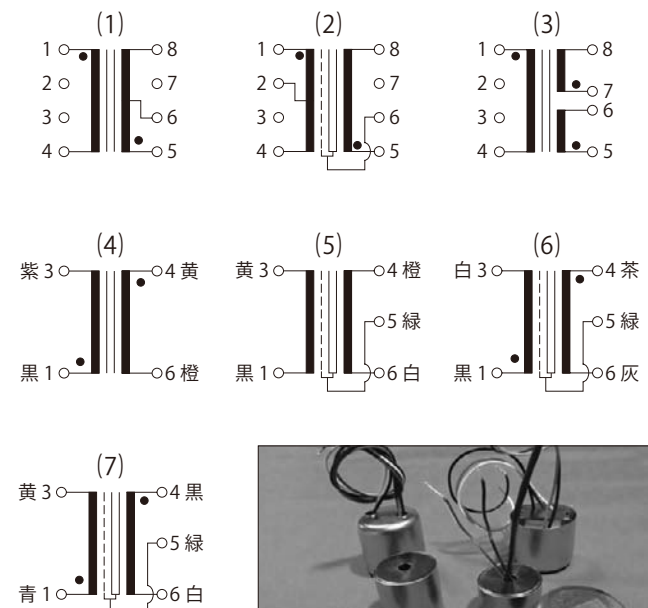 (1) (2) (3)
1 8 1 8 1 8
2 7 2 7 2 7
3 6 3 6 3 6
4 5 4 5 4 5
(4) (5) (6)
紫 3 4 黄 黄 3 4 橙 白 3 4 茶
5 緑 5 緑
黒 1 6 橙 黒 1 6 白 黒 1 6 灰
(7)
黄 3 4 黒
5 緑
青 1 6 白